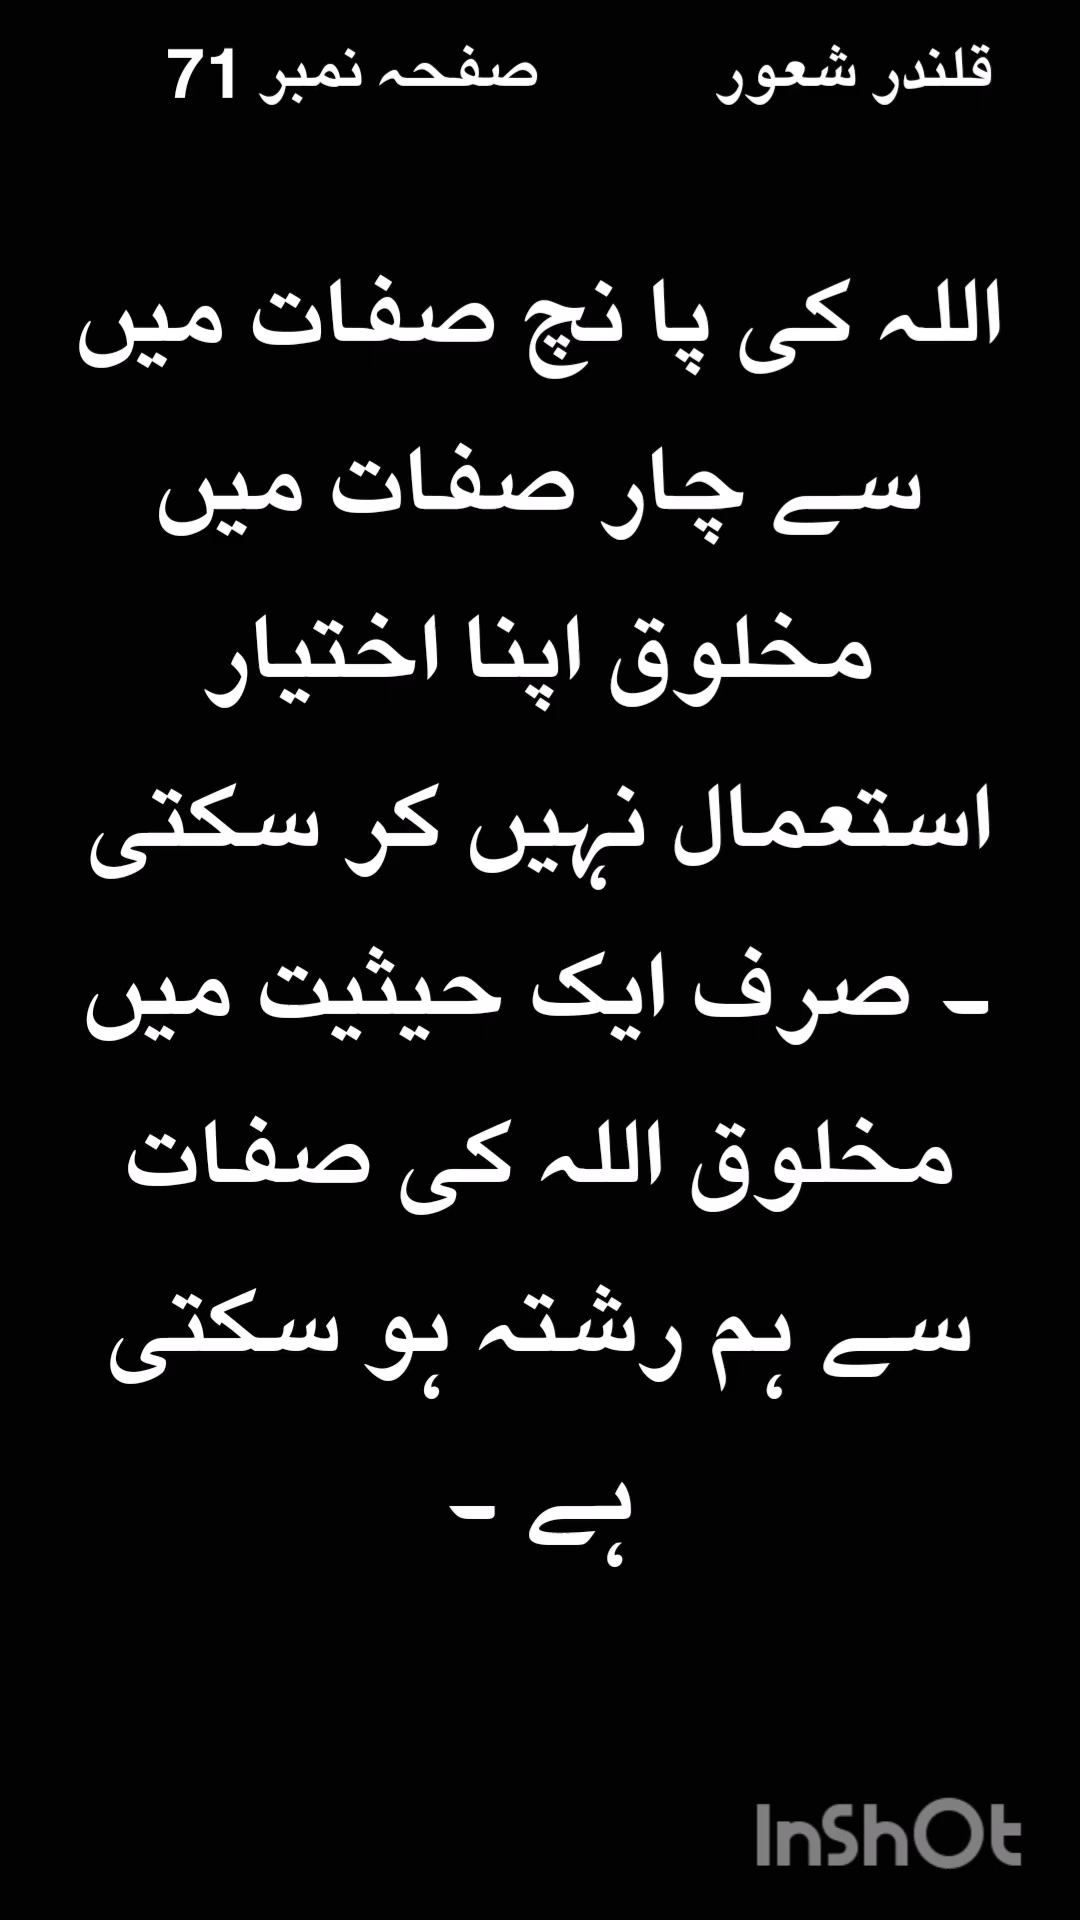 قلندر شعور صفحہ نمبر 71
اللہ کی پا نچ صفات میں
سے چار صفات میں
مخلوق اپنا اختیار
استعمال نہیں کر سکتی
۔ صرف ایک حیثیت میں
مخلوق اللہ کی صفات
سے ہم رشتہ ہو سکتی
ہے ۔
InShOt